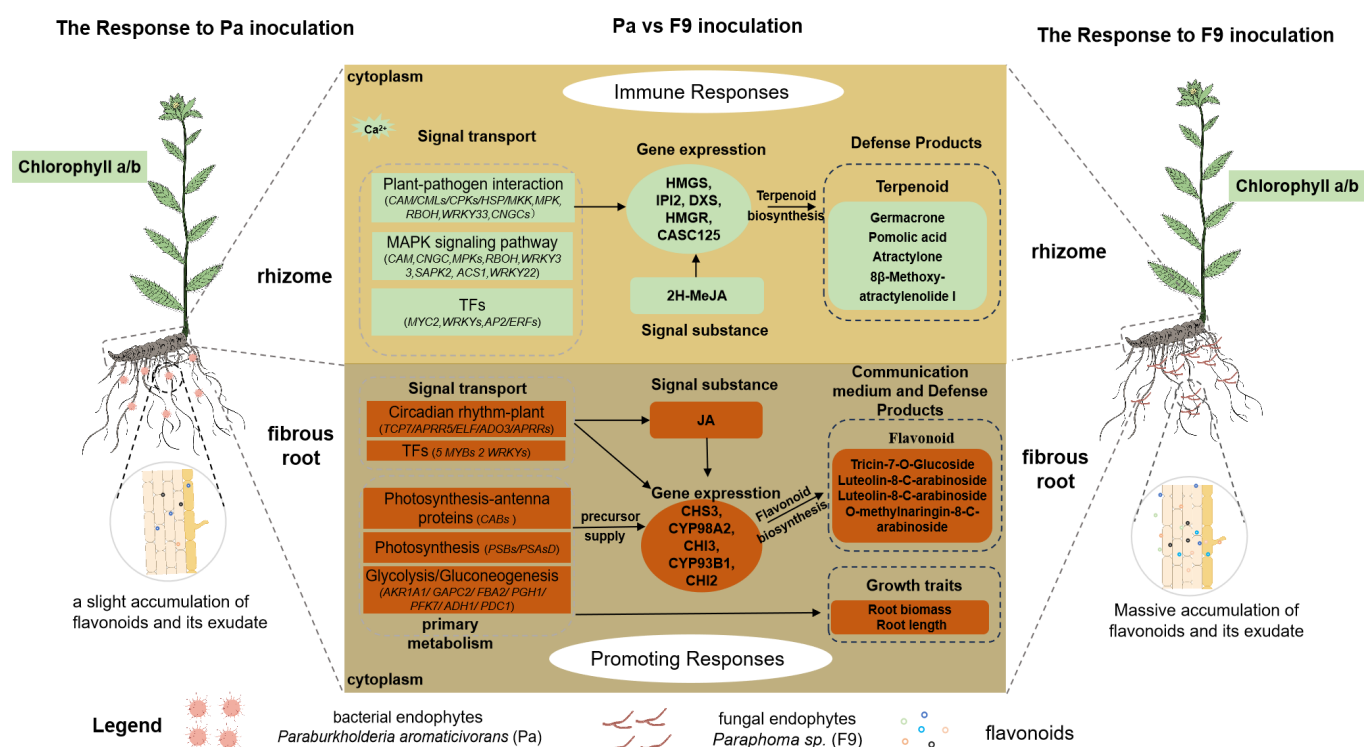 The Response to Pa inoculation
Pa vs F9 inoculation
The Response to F9 inoculation
Chlorophyll a/b
rhizome
fibrous
root
a slight accumulation of
flavonoids and its exudate
cytoplasm
Immune Responses
Ca²⁺
Signal transport
Plant-pathogen interaction
(CAM/CMLs/CPKs/HSP/MKK,MPK,
RBOH,WRKY33,CNGCs)
MAPK signaling pathway
(CAM,CNGC,MPKs,RBOH,WRKY3
3,SAPK2, ACS1,WRKY22)
TFs
(MYC2,WRKYs,AP2/ERFs)
Gene expresstion
HMGS,
IPI2, DXS,
HMGR,
CASC125
2H-MeJA
Signal substance
Terpenoid
biosynthesis
Defense Products
Terpenoid
Germacrone
Pomolic acid
Atractylone
8β-Methoxy-
atractylenolide I
Signal transport
Circadian rhythm-plant
(TCP7/APRR5/ELF/ADO3/APRRs)
TFs (5 MYBs 2 WRKYs)
Photosynthesis-antenna
proteins (CABs )
Photosynthesis (PSBs/PSAsD)
Glycolysis/Gluconeogenesis
(AKR1A1/ GAPC2/ FBA2/ PGH1/
PFK7/ ADH1/ PDC1)
primary
metabolism
precursor
supply
Signal substance
JA
Gene expresstion
CHS3,
CYP98A2,
CHI3,
CYP93B1,
CHI2
Flavonoid
biosynthesis
Communication
medium and Defense
Products
Flavonoid
Tricin-7-O-Glucoside
Luteolin-8-C-arabinoside
Luteolin-8-C-arabinoside
O-methylnaringin-8-C-
arabinoside
Growth traits
Root biomass
Root length
Promoting Responses
cytoplasm
Chlorophyll a/b
rhizome
fibrous
root
Massive accumulation of
flavonoids and its exudate
Legend
bacterial endophytes
Paraburkholderia aromaticivorans (Pa)
fungal endophytes
Paraphoma sp. (F9)
flavonoids